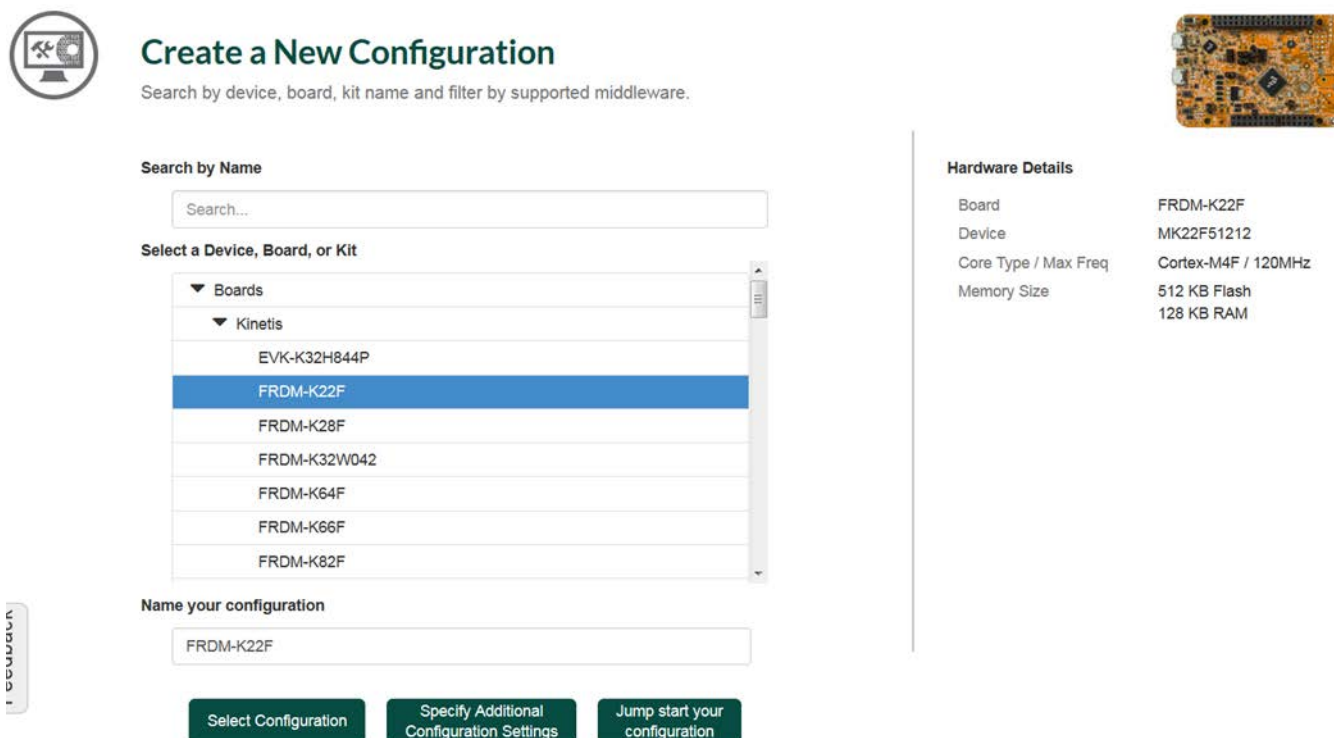 Create a New Configuration
Search by device, board, kit name and filter by supported middleware.
Search by Name
Search...
Select a Device, Board, or Kit
Boards
Kinetis
EVK-K32H844P
FRDM-K22F
FRDM-K28F
FRDM-K32W042
FRDM-K64F
FRDM-K66F
FRDM-K82F
Name your configuration
FRDM-K22F
Select Configuration
Specify Additional
Configuration Settings
Jump start your
configuration
Hardware Details
Board FRDM-K22F
Device MK22F51212
Core Type / Max Freq Cortex-M4F / 120MHz
Memory Size 512 KB Flash
128 KB RAM
Feedback